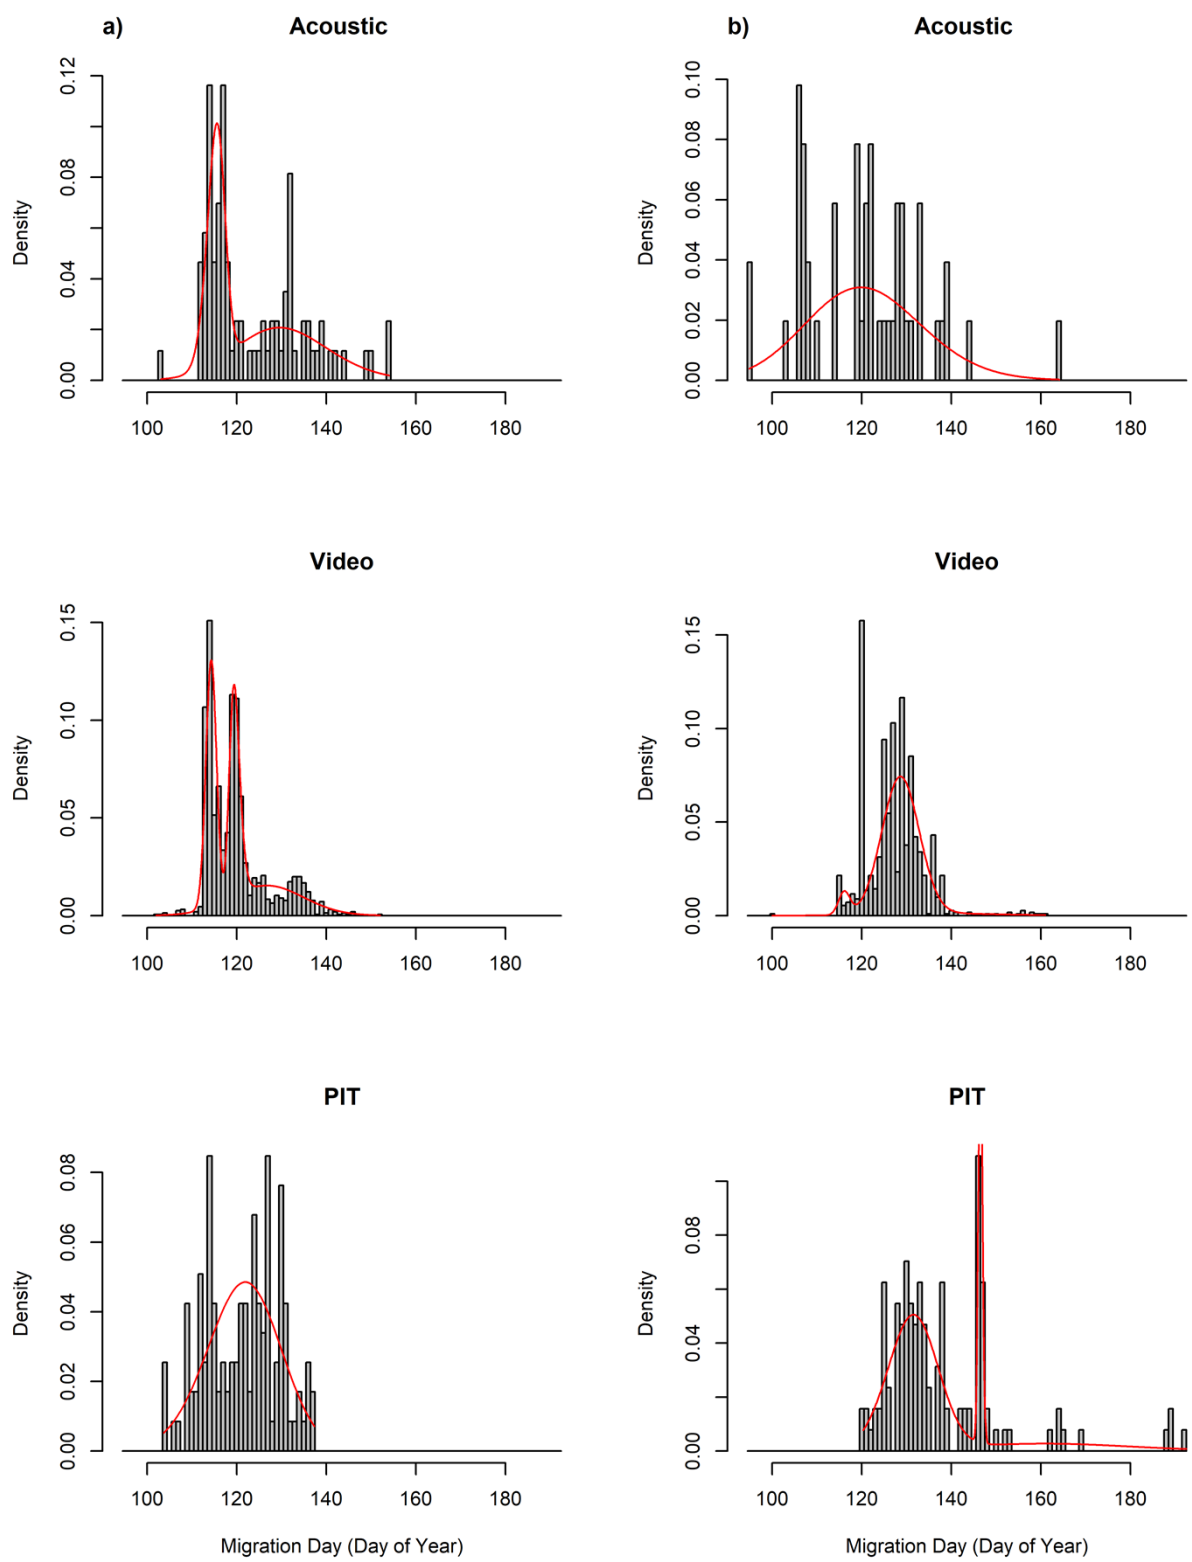 a) Acoustic
b) Acoustic
Density
0.00 0.04 0.08 0.12
100 120 140 160 180
Density
0.00 0.02 0.04 0.06 0.08 0.10
100 120 140 160 180
Video
Video
Density
0.00 0.05 0.10 0.15
100 120 140 160 180
Density
0.00 0.05 0.10 0.15
100 120 140 160 180
PIT
PIT
Density
0.00 0.02 0.04 0.06 0.08
100 120 140 160 180
Migration Day (Day of Year)
Density
0.00 0.04 0.08
100 120 140 160 180
Migration Day (Day of Year)